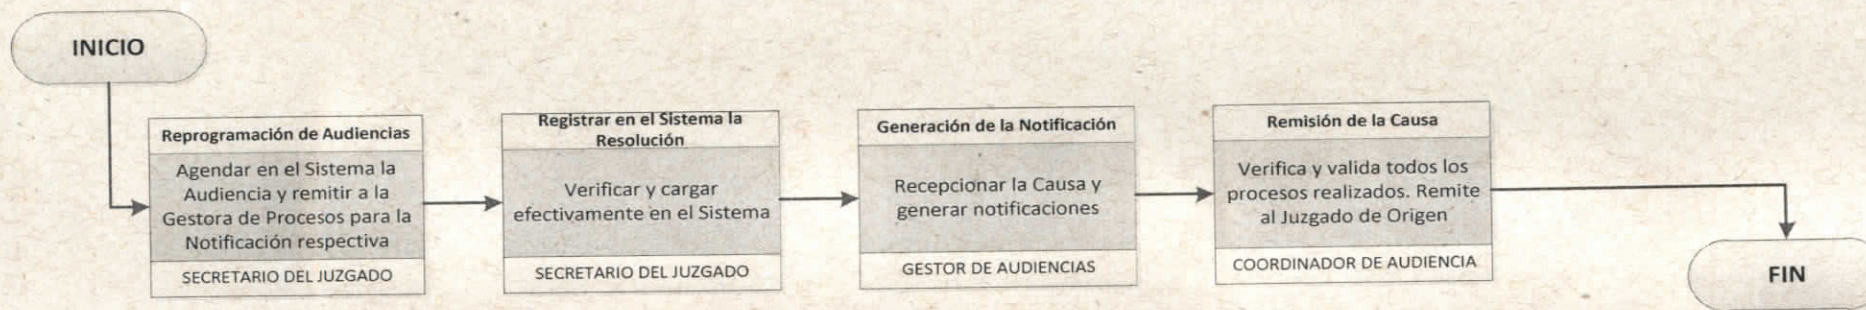 INICIO
Reprogramación de Audiencias
Agendar en el Sistema la
Audiencia y remitir a la
Gestora de Procesos para la
Notificación respectiva
SECRETARIO DEL JUZGADO
Registrar en el Sistema la
Resolución
Verificar y cargar
efectivamente en el Sistema
SECRETARIO DEL JUZGADO
Generación de la Notificación
Recepcionar la Causa y
generar notificaciones
GESTOR DE AUDIENCIAS
Remisión de la Causa
Verifica y valida todos los
procesos realizados. Remite
al Juzgado de Origen
COORDINADOR DE AUDIENCIA
FIN